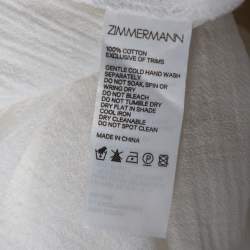 ZIMMERMANN
100% COTTON
EXCLUSIVE OF TRIMS
GENTLE COLD HAND WASH
SEPARATELY
DO NOT SOAK, SPIN OR
WRING DRY
DO NOT BLEACH
DO NOT TUMBLE DRY
DRY FLAT IN SHADE
COOL IRON
DRY CLEANABLE
DO NOT SPOT CLEAN
MADE IN CHINA